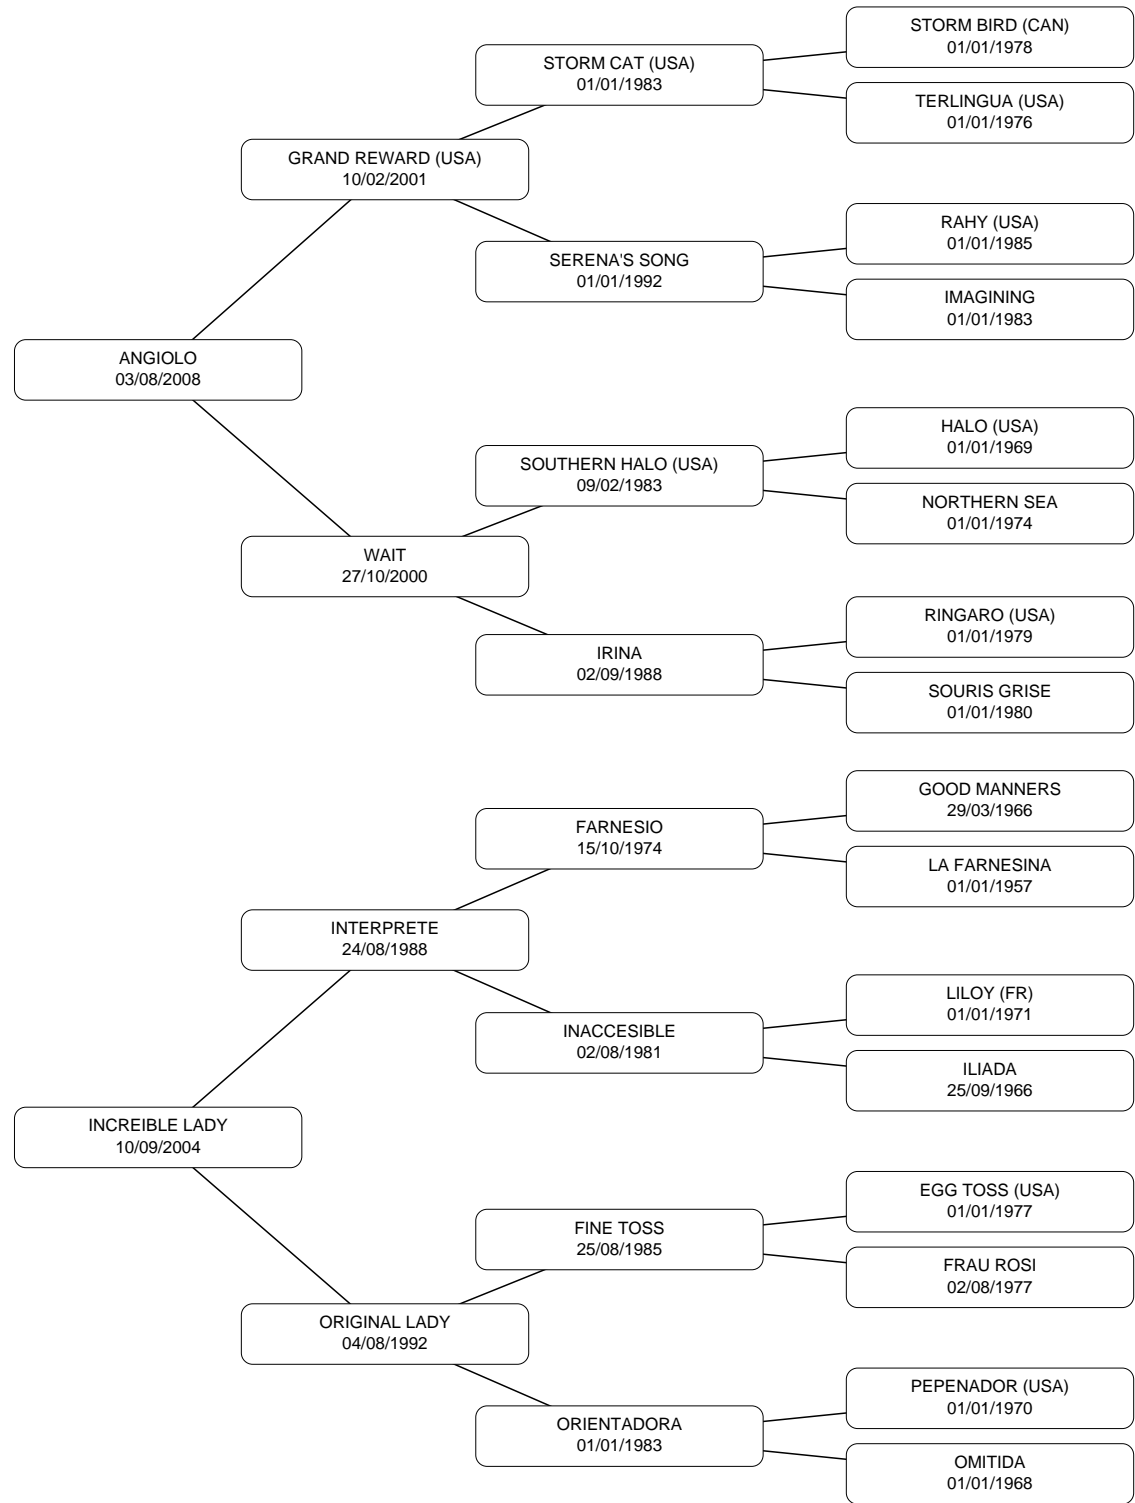 STORM BIRD (CAN)
01/01/1978
STORM CAT (USA)
01/01/1983
TERLINGUA (USA)
01/01/1976
GRAND REWARD (USA)
10/02/2001
RAHY (USA)
01/01/1985
SERENA'S SONG
01/01/1992
IMAGINING
01/01/1983
ANGIOLO
03/08/2008
HALO (USA)
01/01/1969
SOUTHERN HALO (USA)
09/02/1983
NORTHERN SEA
01/01/1974
WAIT
27/10/2000
RINGARO (USA)
01/01/1979
IRINA
02/09/1988
SOURIS GRISE
01/01/1980
GOOD MANNERS
29/03/1966
FARNESIO
15/10/1974
LA FARNESINA
01/01/1957
INTERPRETE
24/08/1988
LILOY (FR)
01/01/1971
INACCESIBLE
02/08/1981
ILIADA
25/09/1966
INCREIBLE LADY
10/09/2004
EGG TOSS (USA)
01/01/1977
FINE TOSS
25/08/1985
FRAU ROSI
02/08/1977
ORIGINAL LADY
04/08/1992
PEPENADOR (USA)
01/01/1970
ORIENTADORA
01/01/1983
OMITIDA
01/01/1968